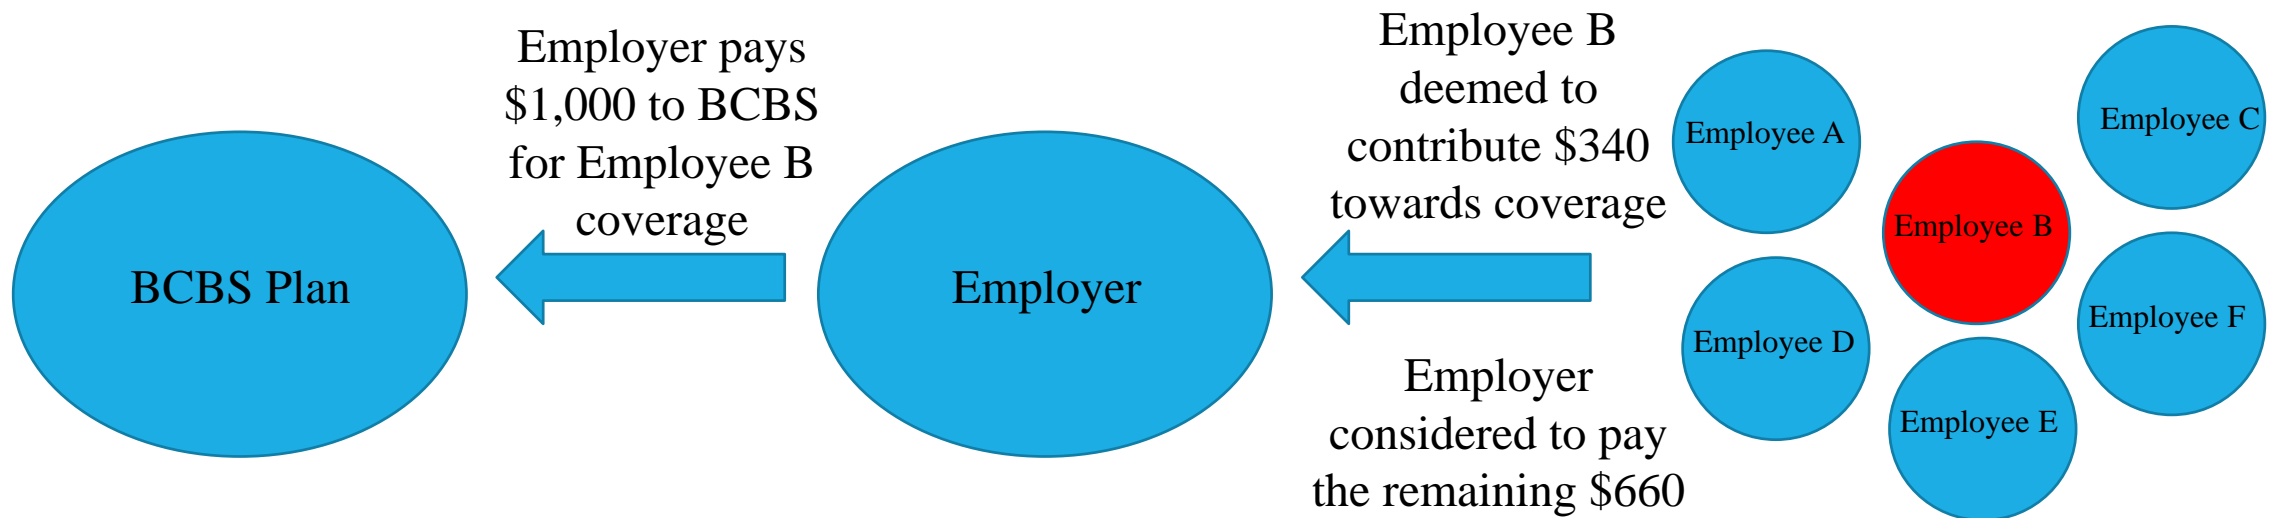 BCBS Plan
Employer pays
$1,000 to BCBS
for Employee B
coverage
Employer
Employee B
deemed to
contribute $340
towards coverage
Employer
considered to pay
the remaining $660
Employee A
Employee B
Employee C
Employee D
Employee E
Employee F